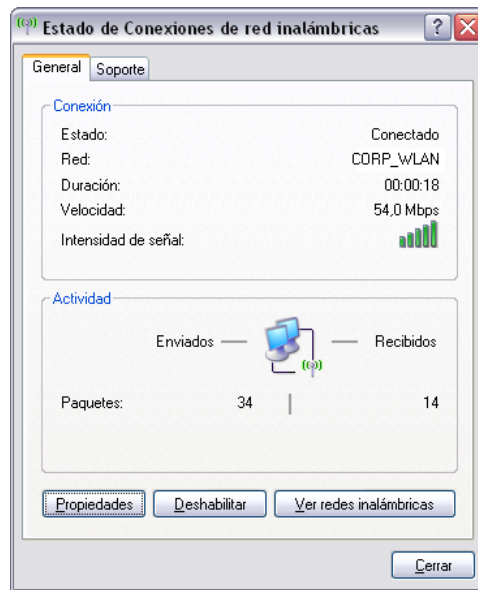 Estado de Conexiones de red inalámbricas
General Soporte
Conexión
Estado: Conectado
Red: CORP_WLAN
Duración: 00:00:18
Velocidad: 54,0 Mbps
Intensidad de señal:
Actividad
Enviados Recibidos
Paquetes: 34 14
Propiedades Deshabilitar Ver redes inalámbricas
Cerrar